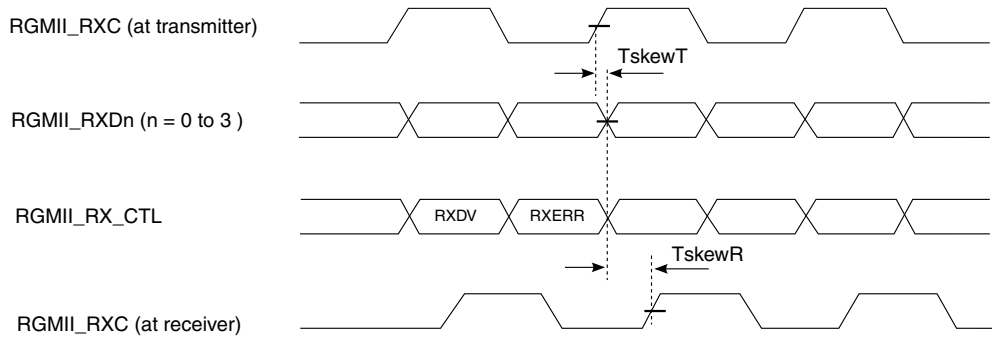 RGMII_RXC (at transmitter)
TskewT
RGMII_RXDn (n = 0 to 3 )
RGMII_RX_CTL
RXDV
RXERR
TskewR
RGMII_RXC (at receiver)